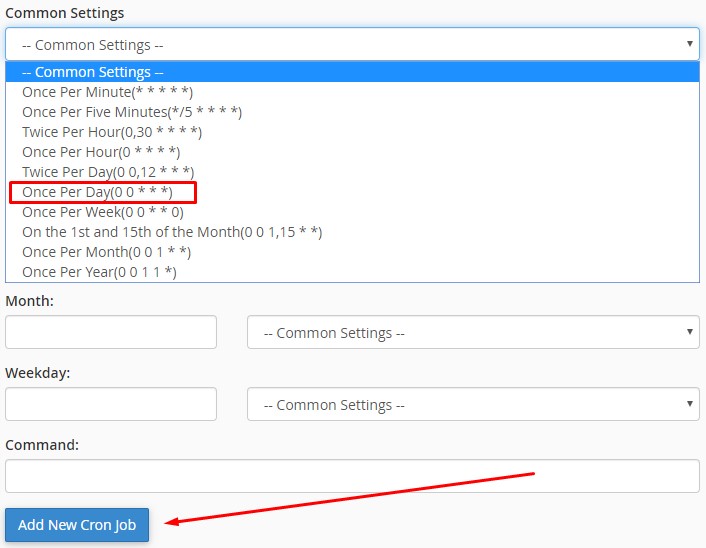 Common Settings
-- Common Settings --
-- Common Settings --
Once Per Minute(* * * * *)
Once Per Five Minutes(*/5 * * * *)
Twice Per Hour(0,30 * * * *)
Once Per Hour(0 * * * *)
Twice Per Day(0 0,12 * * *)
Once Per Day(0 0 * * *)
Once Per Week(0 0 * * 0)
On the 1st and 15th of the Month(0 0 1,15 * *)
Once Per Month(0 0 1 * *)
Once Per Year(0 0 1 1 *)
Month:
-- Common Settings --
Weekday:
-- Common Settings --
Command:
Add New Cron Job